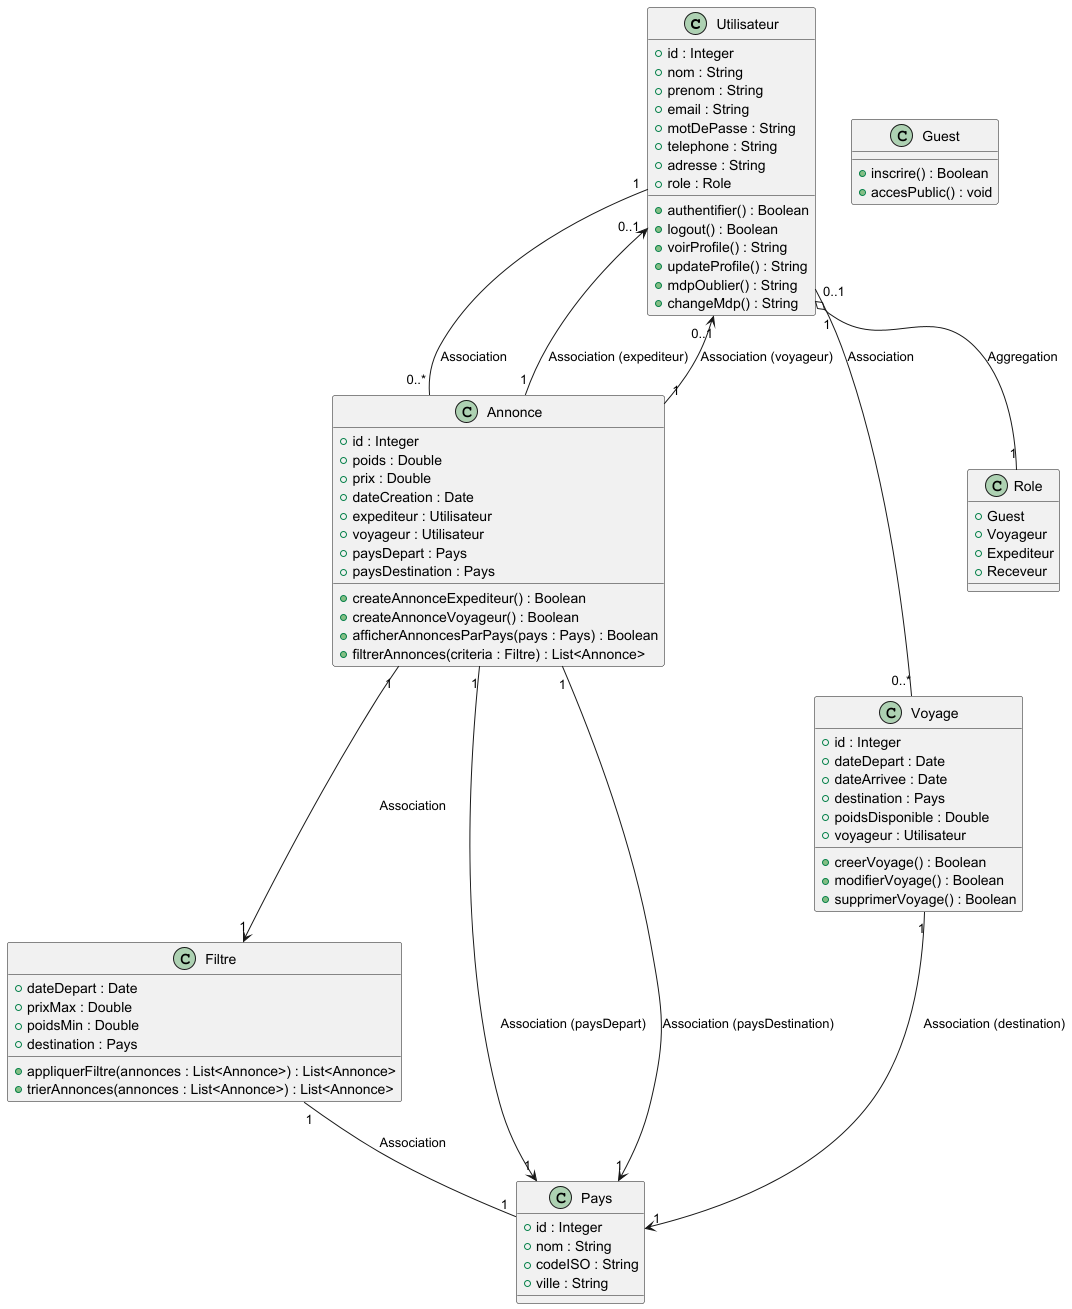 C Utilisateur
id : Integer
nom : String
prenom : String
email : String
motDePasse : String
telephone : String
adresse : String
role : Role
authentifier() : Boolean
logout() : Boolean
voirProfile() : String
updateProfile() : String
mdpOublier() : String
changeMdp() : String
C Guest
inscrire() : Boolean
accesPublic() : void
1
0..1
0..1
0..1
1
Association
Association (expediteur)
Association (voyageur)
Association
Aggregation
0..*
1
1
1
C Annonce
id : Integer
poids : Double
prix : Double
dateCreation : Date
expediteur : Utilisateur
voyageur : Utilisateur
paysDepart : Pays
paysDestination : Pays
createAnnonceExpediteur() : Boolean
createAnnonceVoyageur() : Boolean
afficherAnnoncesParPays(pays : Pays) : Boolean
filtrerAnnonces(criteria : Filtre) : List<Annonce>
C Role
Guest
Voyageur
Expediteur
Receveur
1
1
1
0..*
C Voyage
id : Integer
dateDepart : Date
dateArrivee : Date
destination : Pays
poidsDisponible : Double
voyageur : Utilisateur
creerVoyage() : Boolean
modifierVoyage() : Boolean
supprimerVoyage() : Boolean
Association
1
1
C Filtre
dateDepart : Date
prixMax : Double
poidsMin : Double
destination : Pays
appliquerFiltre(annonces : List<Annonce>) : List<Annonce>
trierAnnonces(annonces : List<Annonce>) : List<Annonce>
Association (paysDepart)
Association (paysDestination)
Association (destination)
1
Association
1
1
1
1
C Pays
id : Integer
nom : String
codeISO : String
ville : String